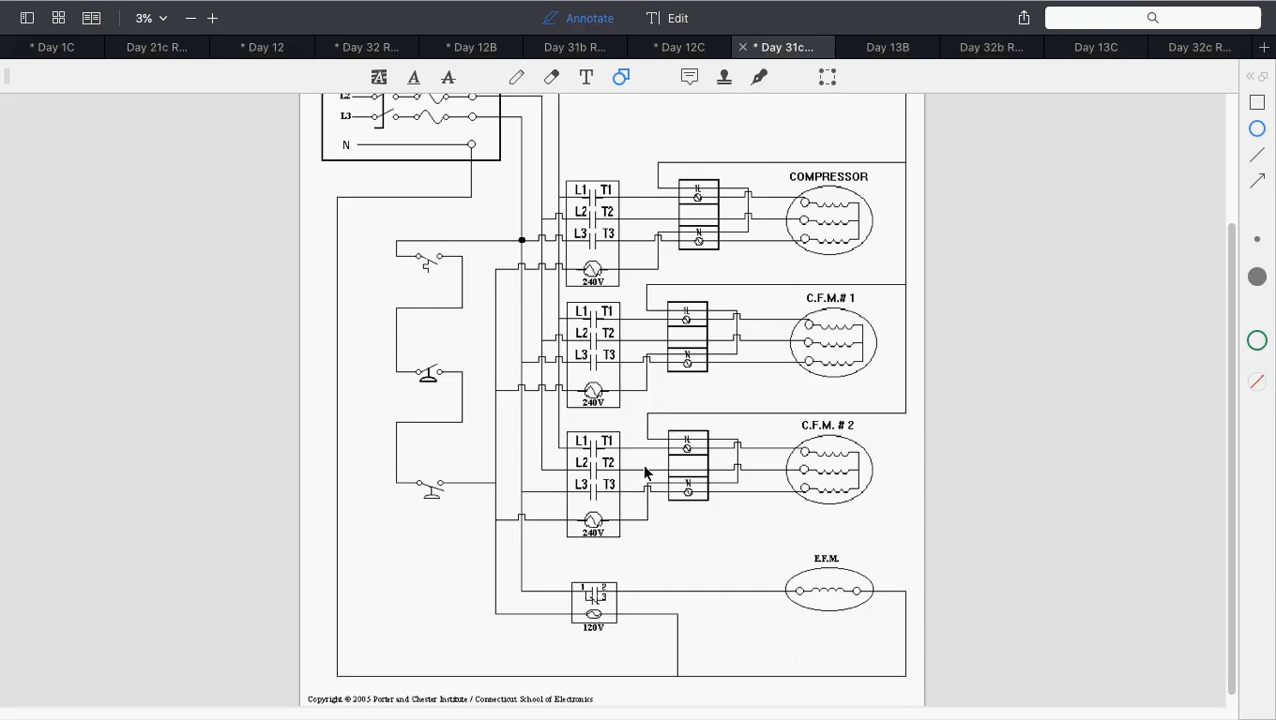 3%
Annotate
Edit
* Day 1C
Day 21c R...
* Day 12
* Day 32 R...
* Day 12B
Day 31b R...
* Day 12C
* Day 31c...
Day 13B
Day 32b R...
Day 13C
Day 32c R...
L2
L3
N
COMPRESSOR
L1 T1
L2 T2
L3 T3
240V
C.F.M.# 1
L1 T1
L2 T2
L3 T3
240V
C.F.M. # 2
L1 T1
L2 T2
L3 T3
240V
E.F.M.
1 2
3
120V
Copyright © 2005 Porter and Chester Institute / Connecticut School of Electronics